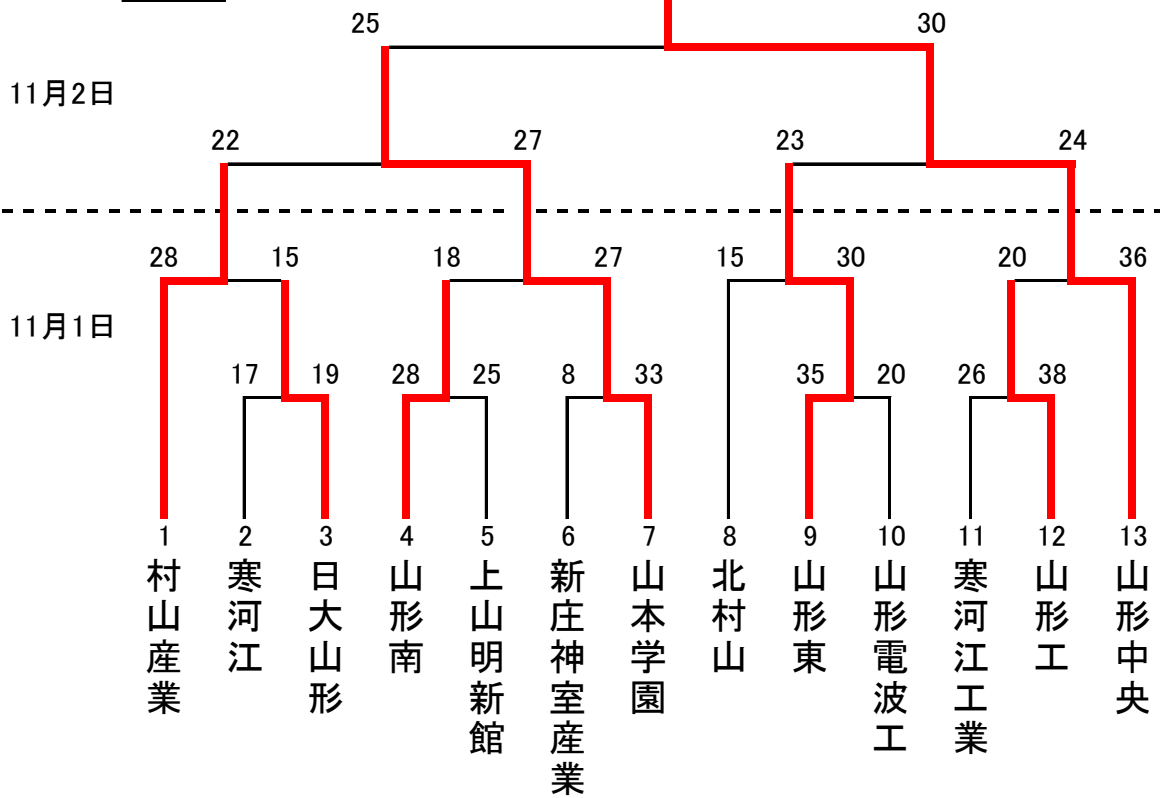 25 30
11月2日
22 27 23 24
28 15 18 27 15 30 20 36
11月1日
17 19 28 25 8 33 35 20 26 38
1 2 3 4 5 6 7 8 9 10 11 12 13
村山産業
寒河江
日大山形
山形南
上山明新館
新庄神室産業
山本学園
北村山
山形東
山形電波工
寒河江工業
山形工
山形中央